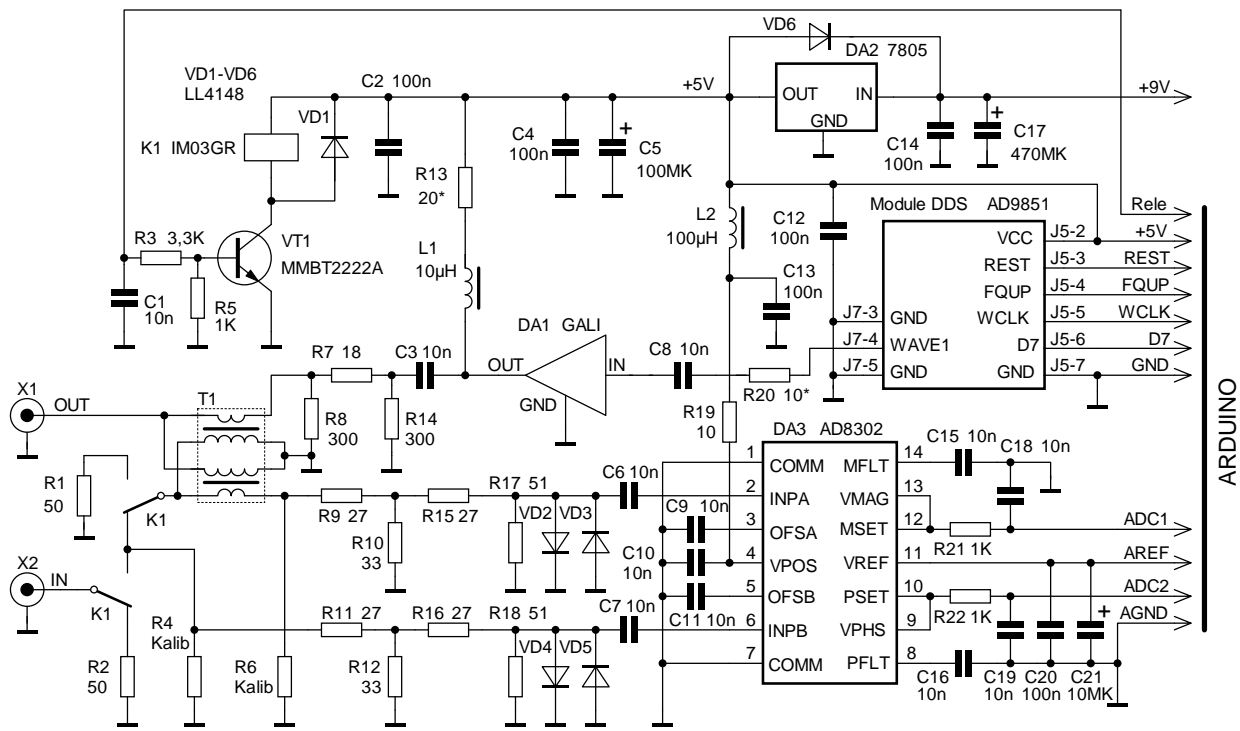 VD6
DA2 7805
VD1-VD6
LL4148
C2 100n
+5V
OUT
IN
GND
+9V
VD1
K1 IM03GR
C4
100n
+
C5
100MK
C14
100n
+
C17
470MK
R13
20*
Module DDS AD9851
Rele
R3 3,3K
VT1
MMBT2222A
L1
10µH
L2
100µH
C12
100n
VCC
J5-2
+5V
REST
J5-3
REST
FQUP
J5-4
FQUP
C1
10n
R5
1K
C13
100n
J7-3
GND
WCLK
J5-5
WCLK
DA1 GALI
J7-4
WAVE1
D7
J5-6
D7
R7 18
C3 10n
OUT
IN
C8 10n
J7-5
GND
GND
J5-7
GND
GND
R20 10*
X1
OUT
T1
R8
300
R14
300
R19
10
DA3 AD8302
ARDUINO
C15 10n
C18 10n
1
COMM
MFLT
14
R1
50
K1
R9 27
R15 27
R17 51
VD2
VD3
C6 10n
2
INPA
VMAG
13
C9 10n
3
OFSA
MSET
12
R21 1K
ADC1
R10
33
C10
10n
4
VPOS
VREF
11
AREF
X2
IN
K1
5
OFSB
PSET
10
R22 1K
ADC2
C11 10n
R4
Kalib
R11 27
R16 27
R18 51
VD4
VD5
C7 10n
6
INPB
VPHS
9
+
AGND
R2
50
R6
Kalib
R12
33
7
COMM
PFLT
8
C16
10n
C19
10n
C20
100n
C21
10MK